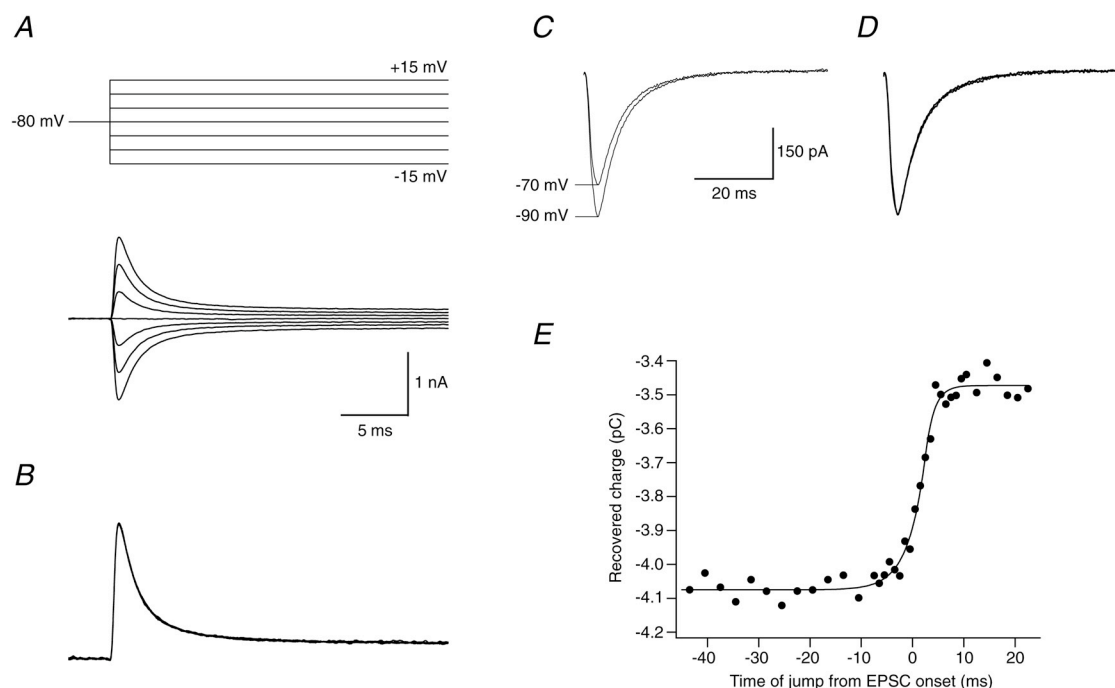 A
+15 mV
-80 mV
-15 mV
1 nA
5 ms
B
C
-70 mV
-90 mV
150 pA
20 ms
D
E
Recovered charge (pC)
-3.4
-3.5
-3.6
-3.7
-3.8
-3.9
-4.0
-4.1
-4.2
-40 -30 -20 -10 0 10 20
Time of jump from EPSC onset (ms)